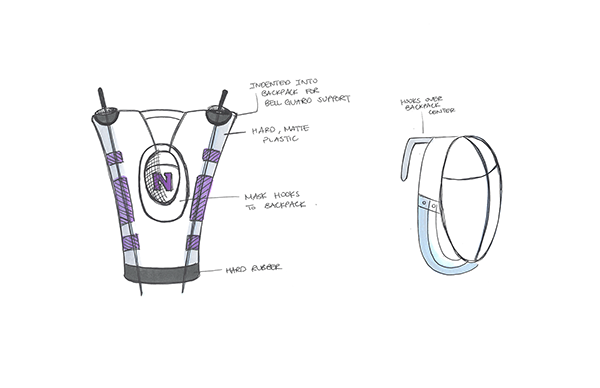 INDENTED INTO
BACKPACK FOR
BELL GUARD SUPPORT
HARD, MATTE
PLASTIC
N
MASK HOOKS
TO BACKPACK.
HARD RUBBER
HOOKS OVER
BACKPACK
CENTER